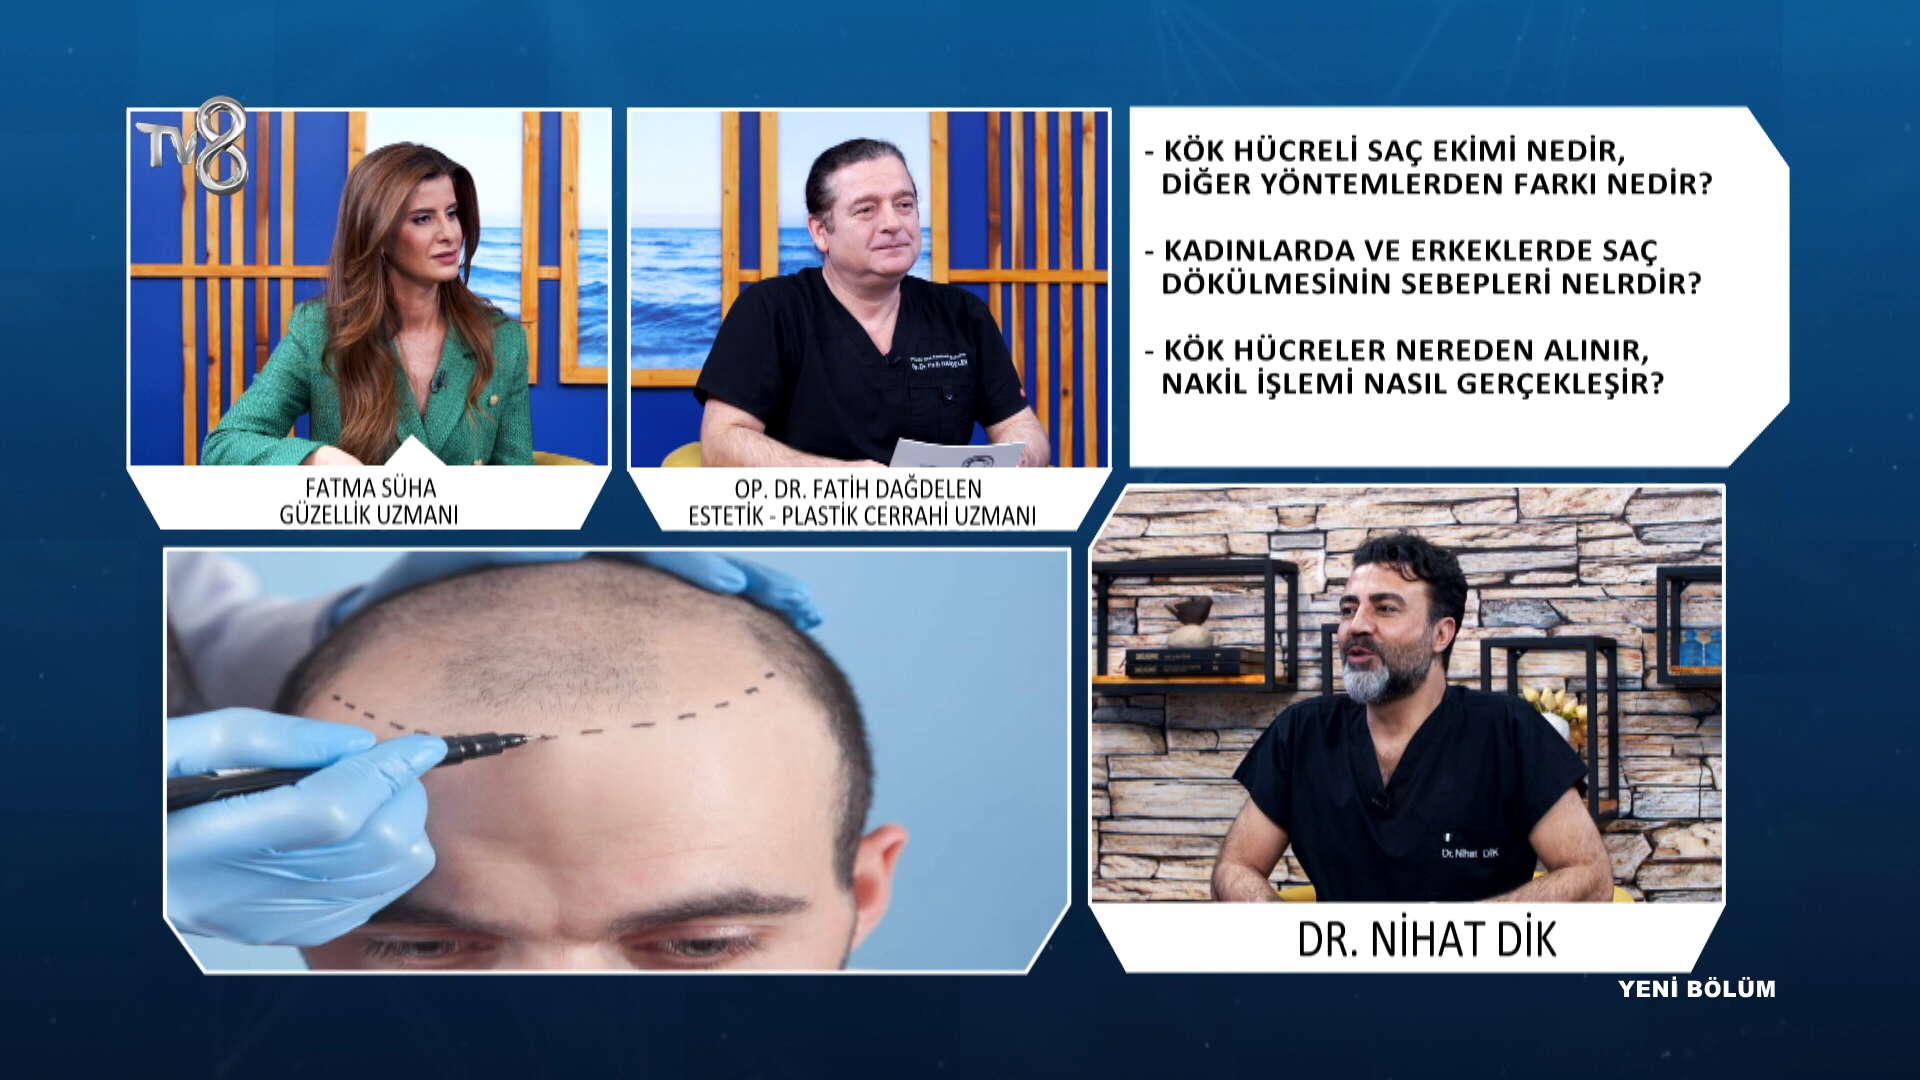 TV8
- KÖK HÜCRELİ SAÇ EKİMİ NEDİR,
DİĞER YÖNTEMLERDEN FARKI NEDİR?
- KADINLARDA VE ERKEKLERDE SAÇ
DÖKÜLMESİNİN SEBEPLERİ NELRDİR?
- KÖK HÜCRELER NEREDEN ALINIR,
NAKİL İŞLEMİ NASIL GERÇEKLEŞİR?
FATMA SÜHA
GÜZELLİK UZMANI
OP. DR. FATİH DAĞDELEN
ESTETİK - PLASTİK CERRAHİ UZMANI
Dr. Nihat DİK
DR. NİHAT DİK
YENİ BÖLÜM